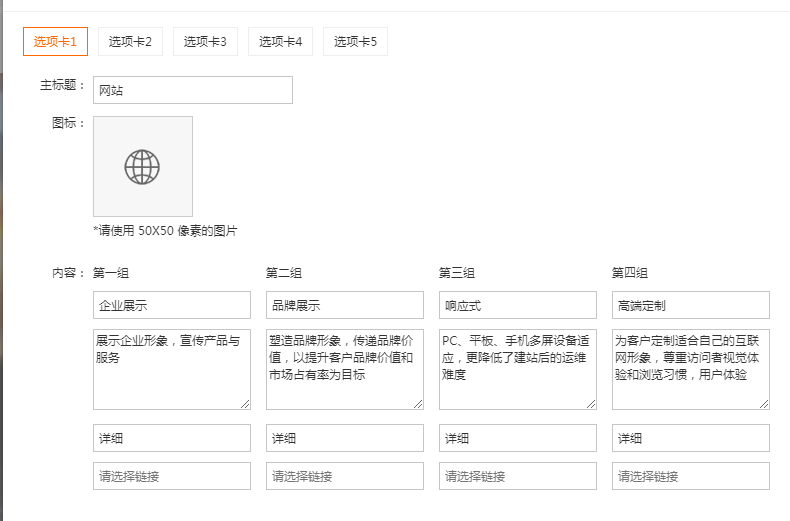 选项卡1 选项卡2 选项卡3 选项卡4 选项卡5
主标题： 网站
图标：
*请使用 50X50 像素的图片
内容： 第一组 第二组 第三组 第四组
企业展示 品牌展示 响应式 高端定制
展示企业形象，宣传产品与
服务
塑造品牌形象，传递品牌价
值，以提升客户品牌价值和
市场占有率为目标
PC、平板、手机多屏设备适
应，更降低了建站后的运维
难度
为客户定制适合自己的互联
网形象，尊重访问者视觉体
验和浏览习惯，用户体验
详细 详细 详细 详细
请选择链接 请选择链接 请选择链接 请选择链接